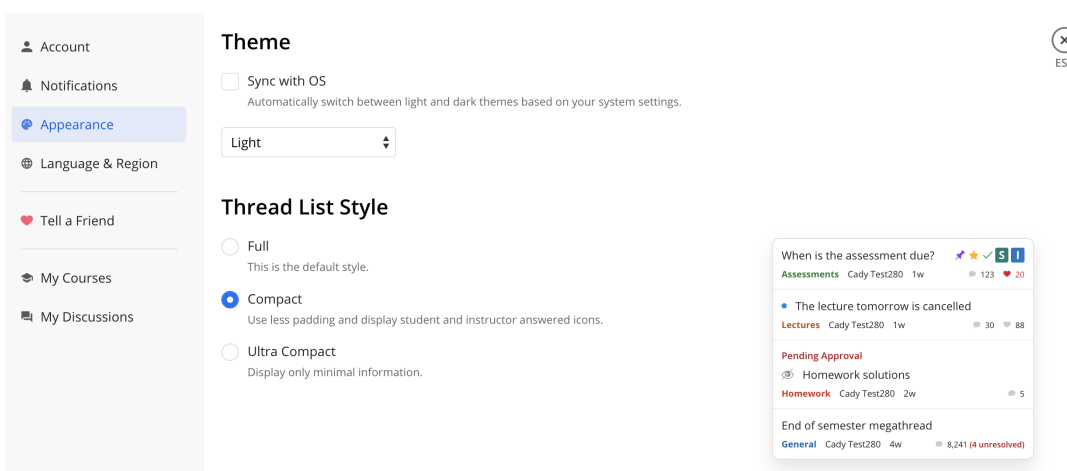 Account
Notifications
Appearance
Language & Region
Tell a Friend
My Courses
My Discussions
Theme
Sync with OS
Automatically switch between light and dark themes based on your system settings.
Light
Thread List Style
Full
This is the default style.
Compact
Use less padding and display student and instructor answered icons.
Ultra Compact
Display only minimal information.
ES
When is the assessment due? S I
Assessments Cady Test280 1w 123 20
The lecture tomorrow is cancelled
Lectures Cady Test280 1w 30 88
Pending Approval
Homework solutions
Homework Cady Test280 2w 5
End of semester megathread
General Cady Test280 4w 8,241 (4 unresolved)